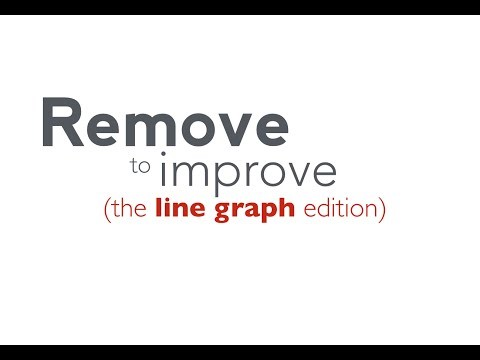 Remove
to improve
(the line graph edition)